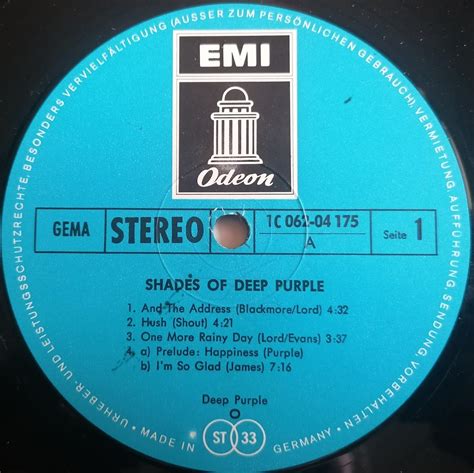 URHEBER- UND LEISTUNGSSCHUTZRECHTE, BESONDERS VERVIELFÄLTIGUNG (AUSSER ZUM PERSÖNLICHEN GEBRAUCH), VERMIETUNG, AUFFÜHRUNG, SENDUNG VORBEHALTEN
EMI
Odeon
GEMA
STEREO
1C 062-04 175
A
Seite 1
SHADES OF DEEP PURPLE
1. And The Address (Blackmore/Lord) 4:32
2. Hush (Shout) 4:21
3. One More Rainy Day (Lord/Evans) 3:37
4. a) Prelude: Happiness (Purple)
b) I'm So Glad (James) 7:16
Deep Purple
ST 33
• MADE IN GERMANY •